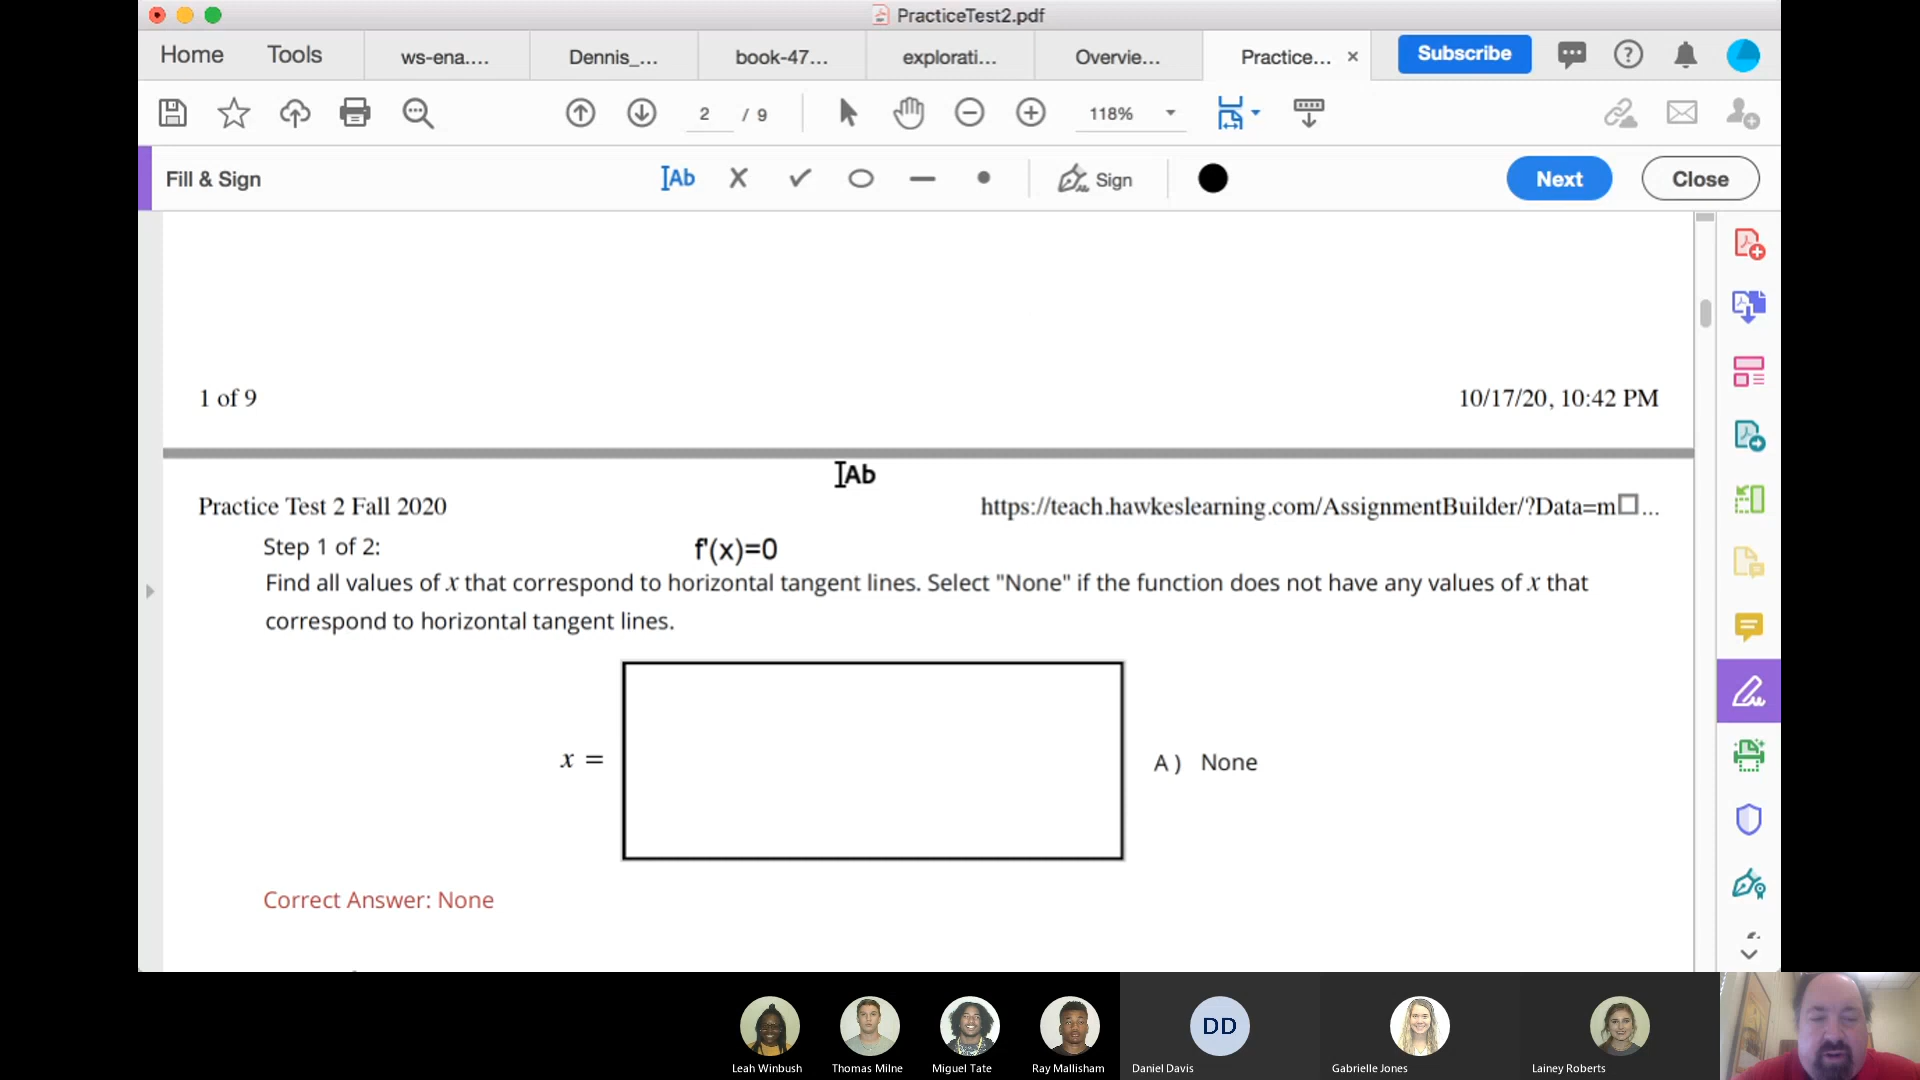 PracticeTest2.pdf
Home Tools ws-ena.... Dennis_... book-47... explorati... Overvie... Practice... × Subscribe
2 / 9 118%
Fill & Sign IAb Sign Next Close
1 of 9 10/17/20, 10:42 PM
IAb
Practice Test 2 Fall 2020 https://teach.hawkeslearning.com/AssignmentBuilder/?Data=m□...
Step 1 of 2: f'(x)=0
Find all values of x that correspond to horizontal tangent lines. Select "None" if the function does not have any values of x that
correspond to horizontal tangent lines.
x = A) None
Correct Answer: None
DD
Leah Winbush Thomas Milne Miguel Tate Ray Mallisham Daniel Davis Gabrielle Jones Lainey Roberts